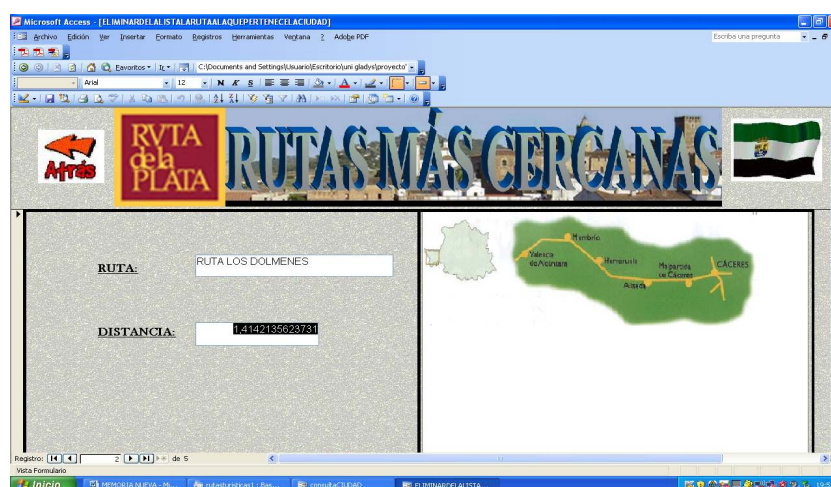 Microsoft Access - [ELIMINARDELALISTALARUTAALAQUEPERTENECELACIUDAD]
Archivo Edición Ver Insertar Formato Registros Herramientas Ventana ? Adobe PDF
Escriba una pregunta
Favoritos Ir C:\Documents and Settings\Usuario\Escritorio\uni gladys\proyecto'
Arial 12 N K S
Atrás
RVTA
de la
PLATA
RUTAS MÁS CERCANAS
RUTA:
RUTA LOS DOLMENES
DISTANCIA:
1,4142135623731
Membrio
Valencia
de Alcántara
Herreruela
Malpartida
de Cáceres
CÁCERES
Aliseda
Registro: 2 de 5
Vista Formulario
Inicio
MEMORIA NUEVA - Mi...
rutasturisticas1 : Bas...
consultaCIUDAD
ELIMINARDELALISTA...